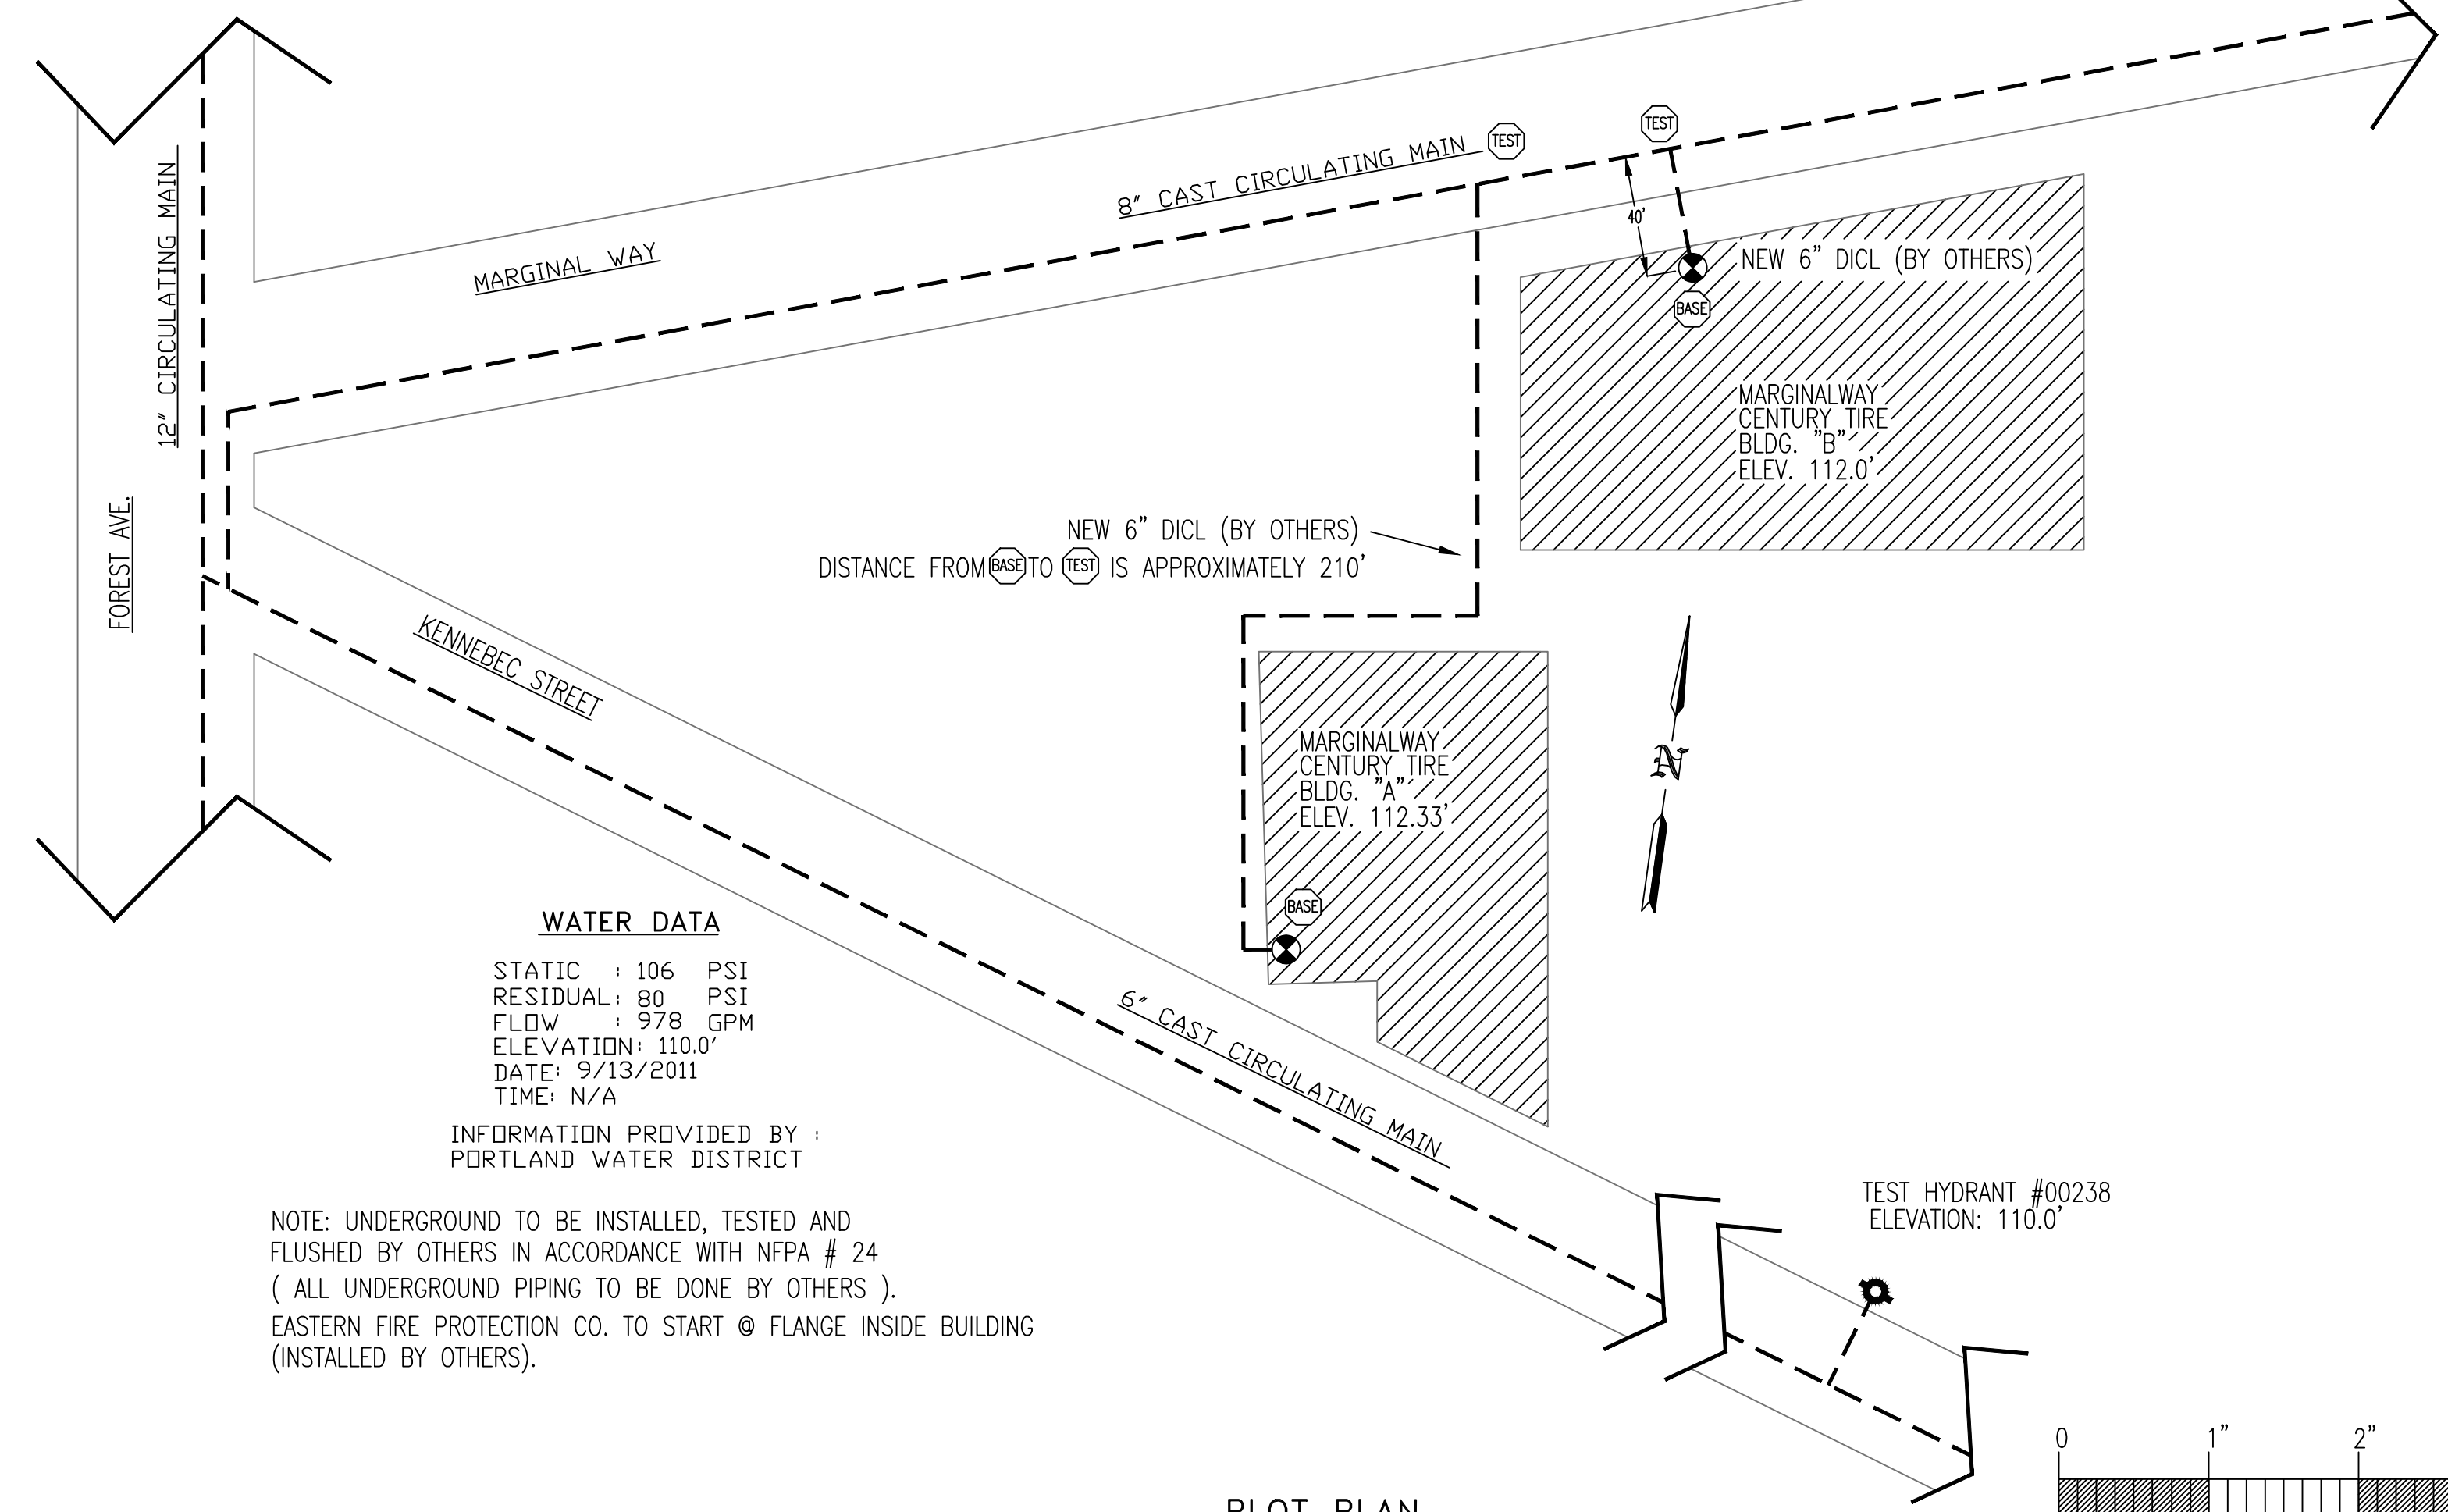 12" CIRCULATING MAIN
FOREST AVE.
MARGINAL WAY
8" CAST CIRCULATING MAIN TEST
TEST
40'
NEW 6" DICL (BY OTHERS)
BASE
MARGINALWAY
CENTURY TIRE
BLDG. "B"
ELEV. 112.0'
NEW 6" DICL (BY OTHERS)
DISTANCE FROM BASE TO TEST IS APPROXIMATELY 210'
KENNEBEC STREET
MARGINALWAY
CENTURY TIRE
BLDG. "A"
ELEV. 112.33'
N
BASE
6" CAST CIRCULATING MAIN
WATER DATA
STATIC : 106 PSI
RESIDUAL: 80 PSI
FLOW : 978 GPM
ELEVATION: 110.0'
DATE: 9/13/2011
TIME: N/A
INFORMATION PROVIDED BY :
PORTLAND WATER DISTRICT
NOTE: UNDERGROUND TO BE INSTALLED, TESTED AND
FLUSHED BY OTHERS IN ACCORDANCE WITH NFPA # 24
( ALL UNDERGROUND PIPING TO BE DONE BY OTHERS ).
EASTERN FIRE PROTECTION CO. TO START @ FLANGE INSIDE BUILDING
(INSTALLED BY OTHERS).
TEST HYDRANT #00238
ELEVATION: 110.0'
0 1" 2"
PLOT PLAN